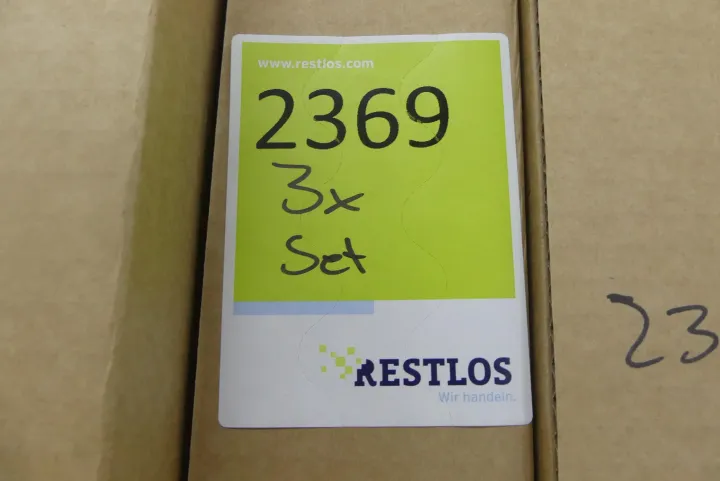 www.restlos.com
2369
3x
Set
RESTLOS
Wir handeln.
23